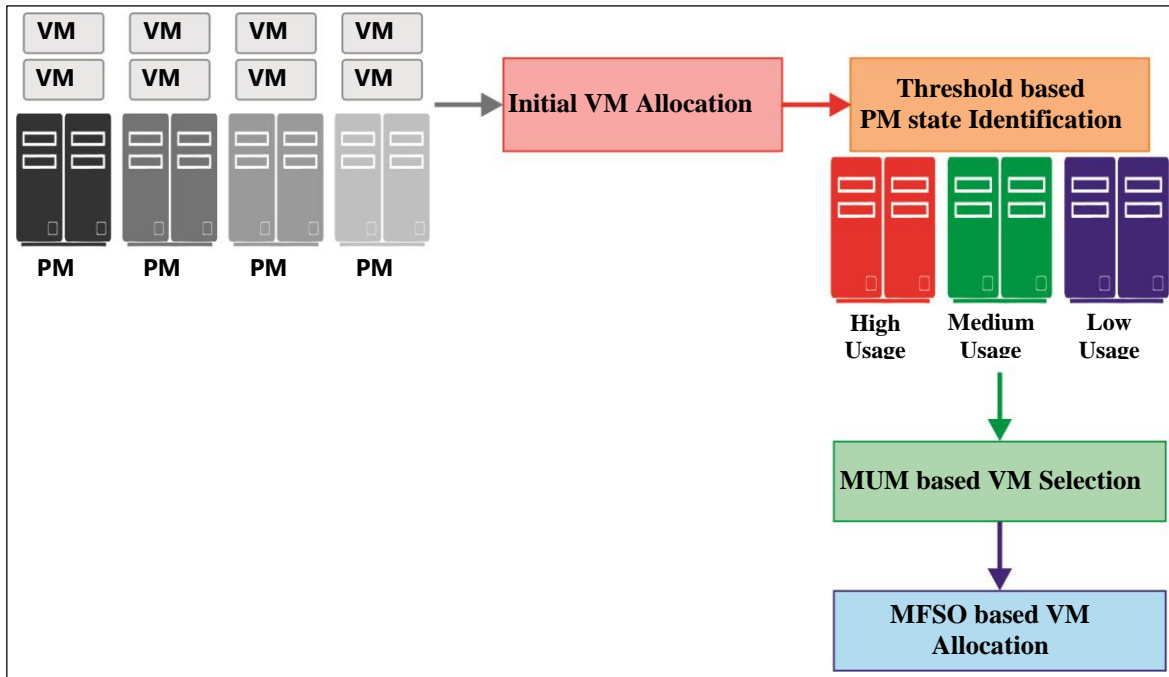 VM VM VM VM
VM VM VM VM
PM PM PM PM
Initial VM Allocation
Threshold based
PM state Identification
High Medium Low
Usage Usage Usage
MUM based VM Selection
MFSO based VM
Allocation